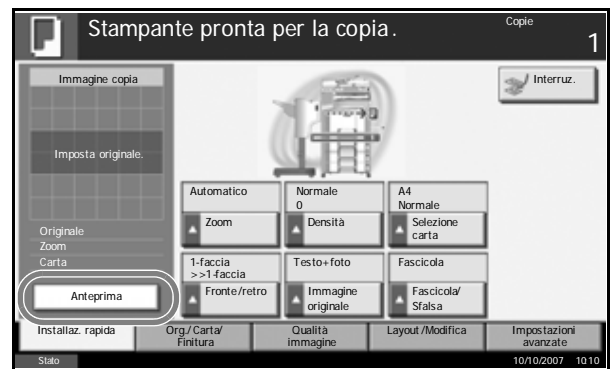 Stampante pronta per la copia.
Copie
1
Immagine copia
Imposta originale.
Originale
Zoom
Carta
Anteprima
Interruz.
Automatico
Zoom
Normale
0
Densità
A4
Normale
Selezione
carta
1-faccia
>>1-faccia
Fronte/retro
Testo+foto
Immagine
originale
Fascicola
Fascicola/
Sfalsa
Installaz. rapida
Org./Carta/
Finitura
Qualità
immagine
Layout/Modifica
Impostazioni
avanzate
Stato
10/10/2007 10:10